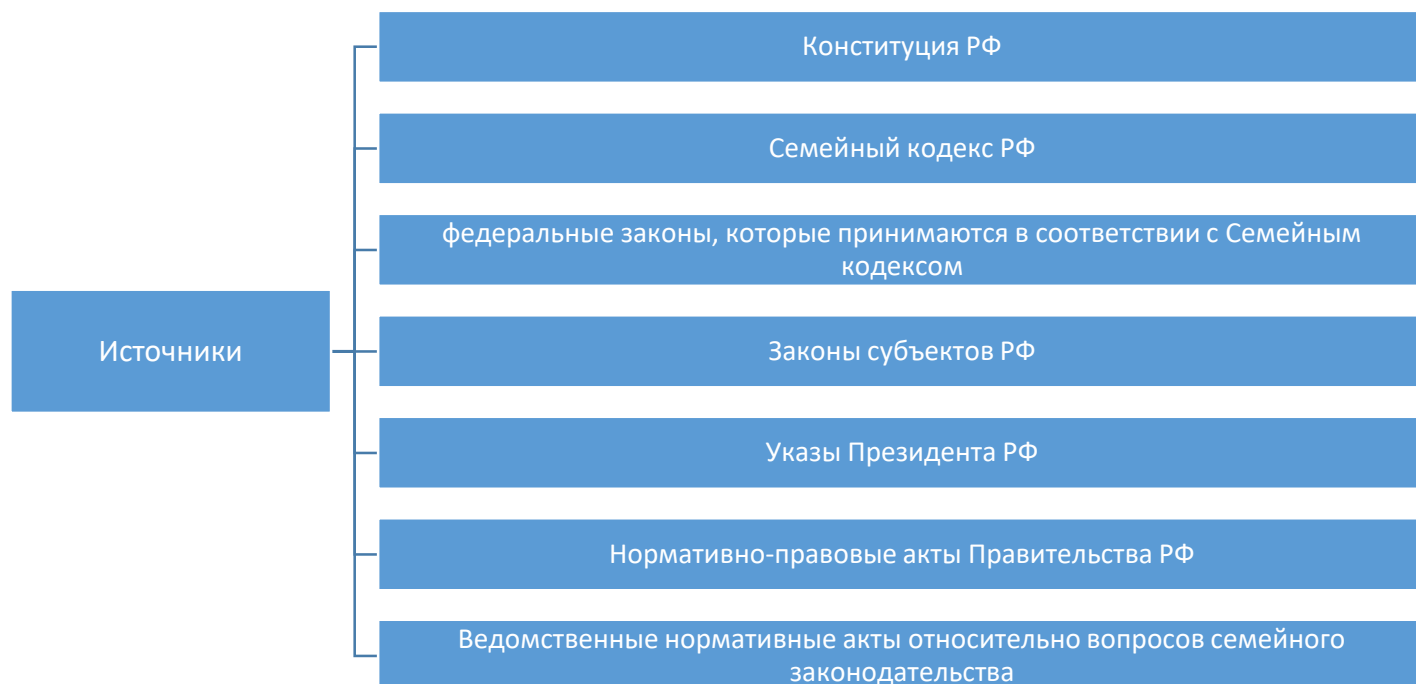 Конституция РФ
Семейный кодекс РФ
федеральные законы, которые принимаются в соответствии с Семейным
кодексом
Источники
Законы субъектов РФ
Указы Президента РФ
Нормативно-правовые акты Правительства РФ
Ведомственные нормативные акты относительно вопросов семейного
законодательства